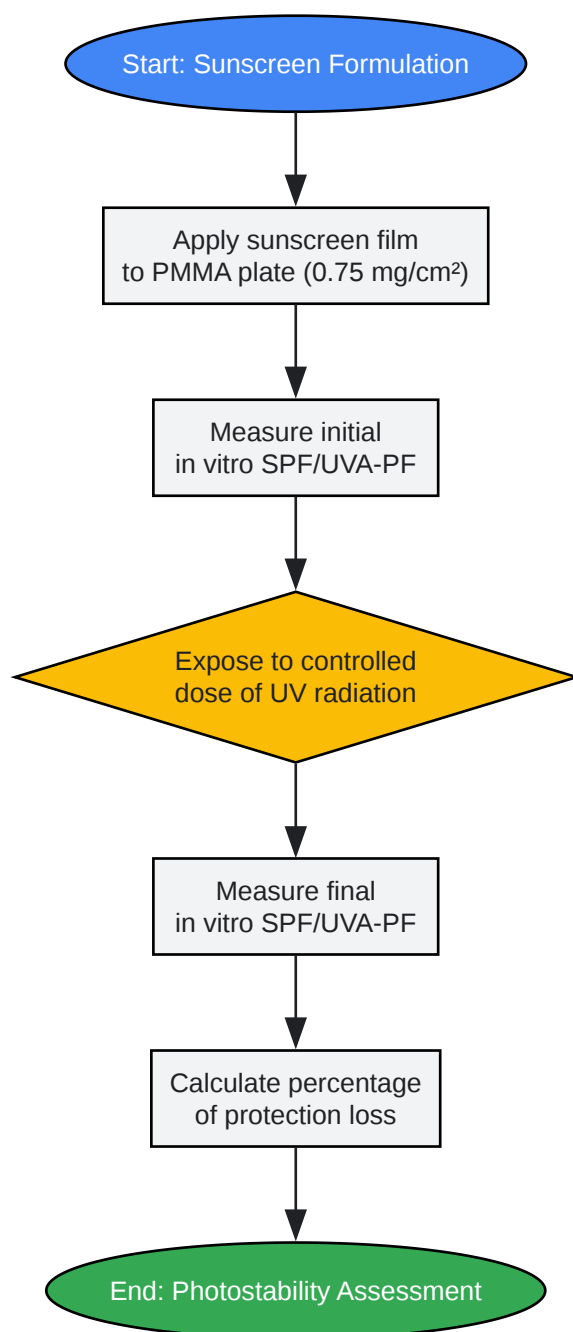 Start: Sunscreen Formulation
Apply sunscreen film
to PMMA plate (0.75 mg/cm²)
Measure initial
in vitro SPF/UVA-PF
Expose to controlled
dose of UV radiation
Measure final
in vitro SPF/UVA-PF
Calculate percentage
of protection loss
End: Photostability Assessment